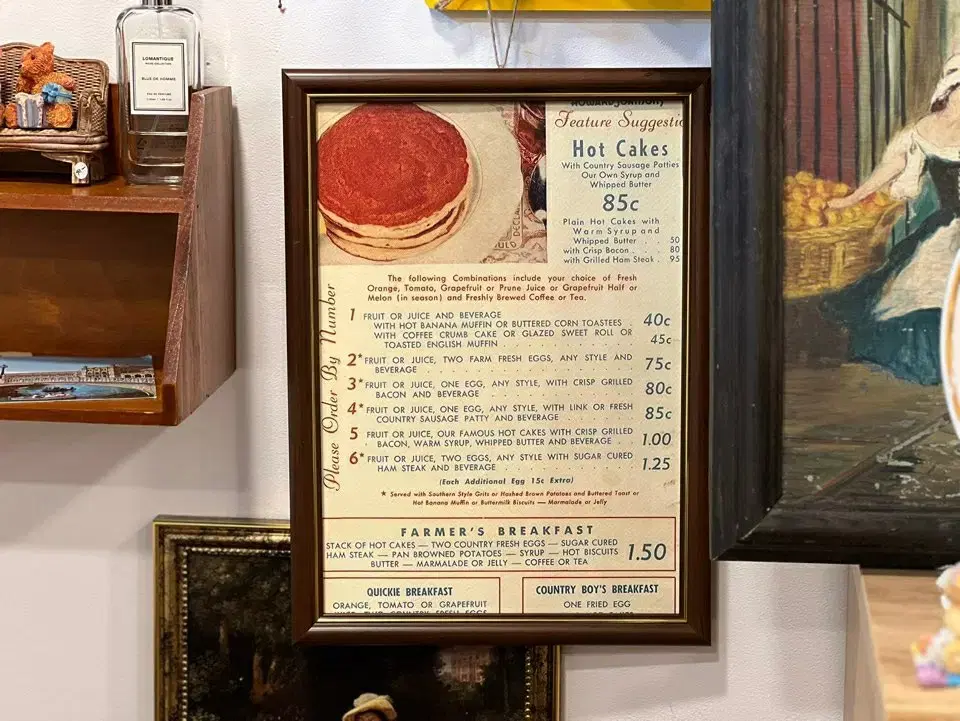 LOMANTIQUE
BLUE DE HOMME
HOWARD JOHNSON'S
Feature Suggestio
Hot Cakes
With Country Sausage Patties
Our Own Syrup and
Whipped Butter
85c
Plain Hot Cakes with
Warm Syrup and
Whipped Butter . . 50
with Crisp Bacon . . 80
with Grilled Ham Steak . 95
The following Combinations include your choice of Fresh
Orange, Tomato, Grapefruit or Prune Juice or Grapefruit Half or
Melon (in season) and Freshly Brewed Coffee or Tea.
Please Order By Number
1 FRUIT OR JUICE AND BEVERAGE
WITH HOT BANANA MUFFIN OR BUTTERED CORN TOASTEES . 40c
WITH COFFEE CRUMB CAKE OR GLAZED SWEET ROLL OR
TOASTED ENGLISH MUFFIN . . . . . . . . . 45c
2* FRUIT OR JUICE, TWO FARM FRESH EGGS, ANY STYLE AND
BEVERAGE . . . . . . . . . 75c
3* FRUIT OR JUICE, ONE EGG, ANY STYLE, WITH CRISP GRILLED
BACON AND BEVERAGE . . . . . . . . 80c
4* FRUIT OR JUICE, ONE EGG, ANY STYLE, WITH LINK OR FRESH
COUNTRY SAUSAGE PATTY AND BEVERAGE . . . . . 85c
5 FRUIT OR JUICE, OUR FAMOUS HOT CAKES WITH CRISP GRILLED
BACON, WARM SYRUP, WHIPPED BUTTER AND BEVERAGE . . 1.00
6* FRUIT OR JUICE, TWO EGGS, ANY STYLE WITH SUGAR CURED
HAM STEAK AND BEVERAGE . . . . . . . . 1.25
(Each Additional Egg 15c Extra)
* Served with Southern Style Grits or Hashed Brown Potatoes and Buttered Toast or
Hot Banana Muffin or Buttermilk Biscuits — Marmalade or Jelly
FARMER'S BREAKFAST
STACK OF HOT CAKES — TWO COUNTRY FRESH EGGS — SUGAR CURED
HAM STEAK — PAN BROWNED POTATOES — SYRUP — HOT BISCUITS 1.50
BUTTER — MARMALADE OR JELLY — COFFEE OR TEA
QUICKIE BREAKFAST
ORANGE, TOMATO OR GRAPEFRUIT
JUICE, TWO COUNTRY FRESH EGGS
COUNTRY BOY'S BREAKFAST
ONE FRIED EGG